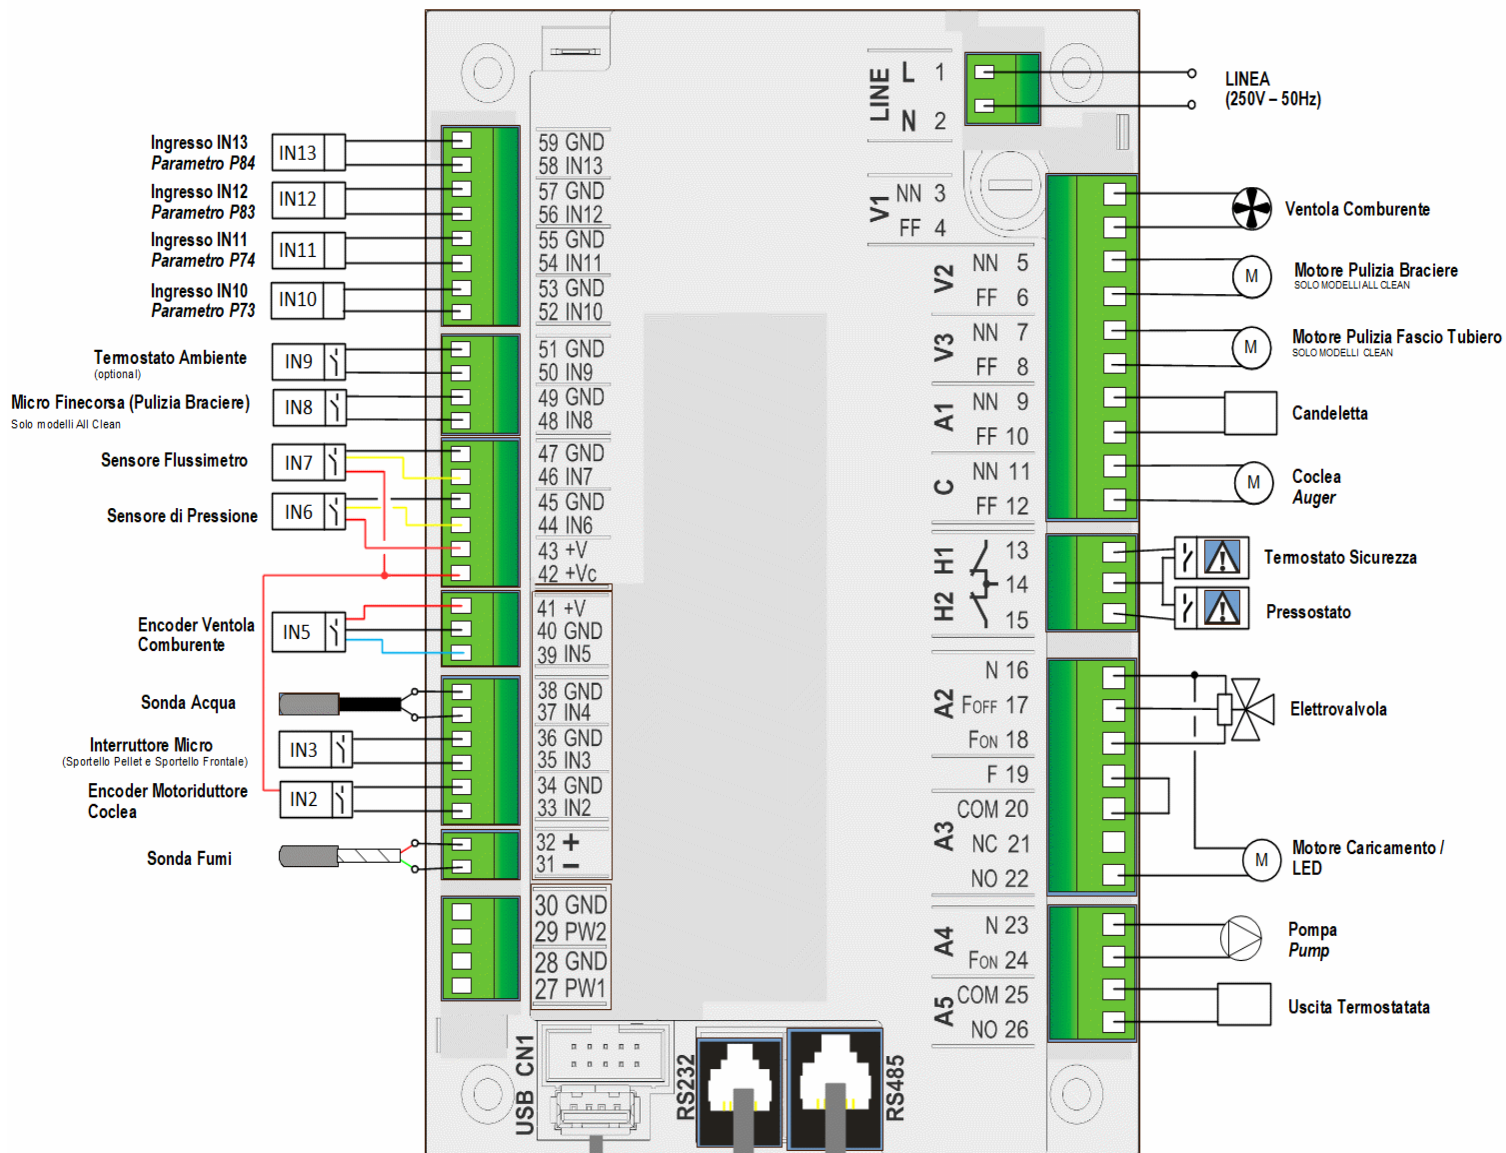 Ingresso IN13
Parametro P84
IN13
Ingresso IN12
Parametro P83
IN12
Ingresso IN11
Parametro P74
IN11
Ingresso IN10
Parametro P73
IN10
Termostato Ambiente
(optional)
IN9
Micro Finecorsa (Pulizia Braciere)
Solo modelli All Clean
IN8
Sensore Flussimetro
IN7
Sensore di Pressione
IN6
Encoder Ventola
Comburente
IN5
Sonda Acqua
Interruttore Micro
(Sportello Pellet e Sportello Frontale)
IN3
Encoder Motoriduttore
Coclea
IN2
Sonda Fumi
59 GND
58 IN13
57 GND
56 IN12
55 GND
54 IN11
53 GND
52 IN10
51 GND
50 IN9
49 GND
48 IN8
47 GND
46 IN7
45 GND
44 IN6
43 +V
42 +Vc
41 +V
40 GND
39 IN5
38 GND
37 IN4
36 GND
35 IN3
34 GND
33 IN2
32 +
31 −
30 GND
29 PW2
28 GND
27 PW1
CN1
USB
RS232
RS485
LINE
L 1
N 2
V1
NN 3
FF 4
V2
NN 5
FF 6
V3
NN 7
FF 8
A1
NN 9
FF 10
C
NN 11
FF 12
H1
H2
13
14
15
A2
N 16
FOFF 17
FON 18
F 19
A3
COM 20
NC 21
NO 22
A4
N 23
FON 24
A5
COM 25
NO 26
LINEA
(250V – 50Hz)
Ventola Comburente
M
Motore Pulizia Braciere
SOLO MODELLI ALL CLEAN
M
Motore Pulizia Fascio Tubiero
SOLO MODELLI CLEAN
Candeletta
M
Coclea
Auger
Termostato Sicurezza
Pressostato
Elettrovalvola
M
Motore Caricamento /
LED
Pompa
Pump
Uscita Termostatata